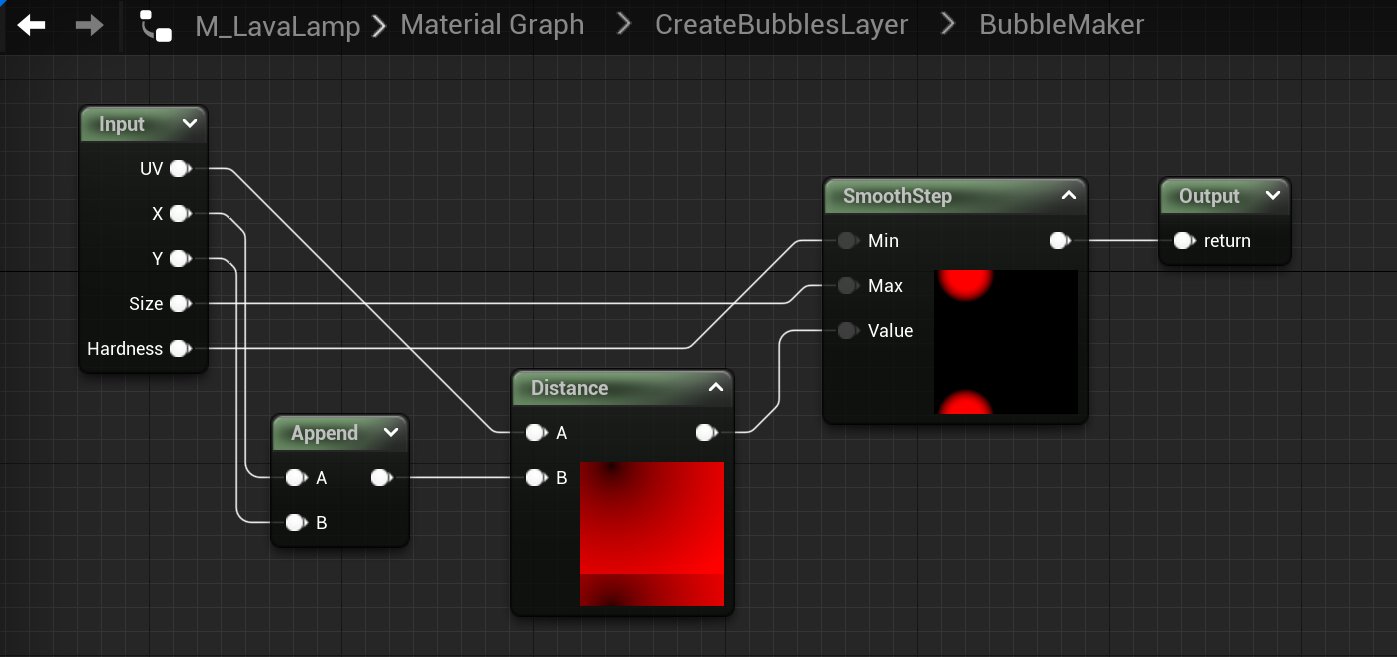 M_LavaLamp > Material Graph > CreateBubblesLayer > BubbleMaker
Input
UV
X
Y
Size
Hardness
Append
A
B
Distance
A
B
SmoothStep
Min
Max
Value
Output
return